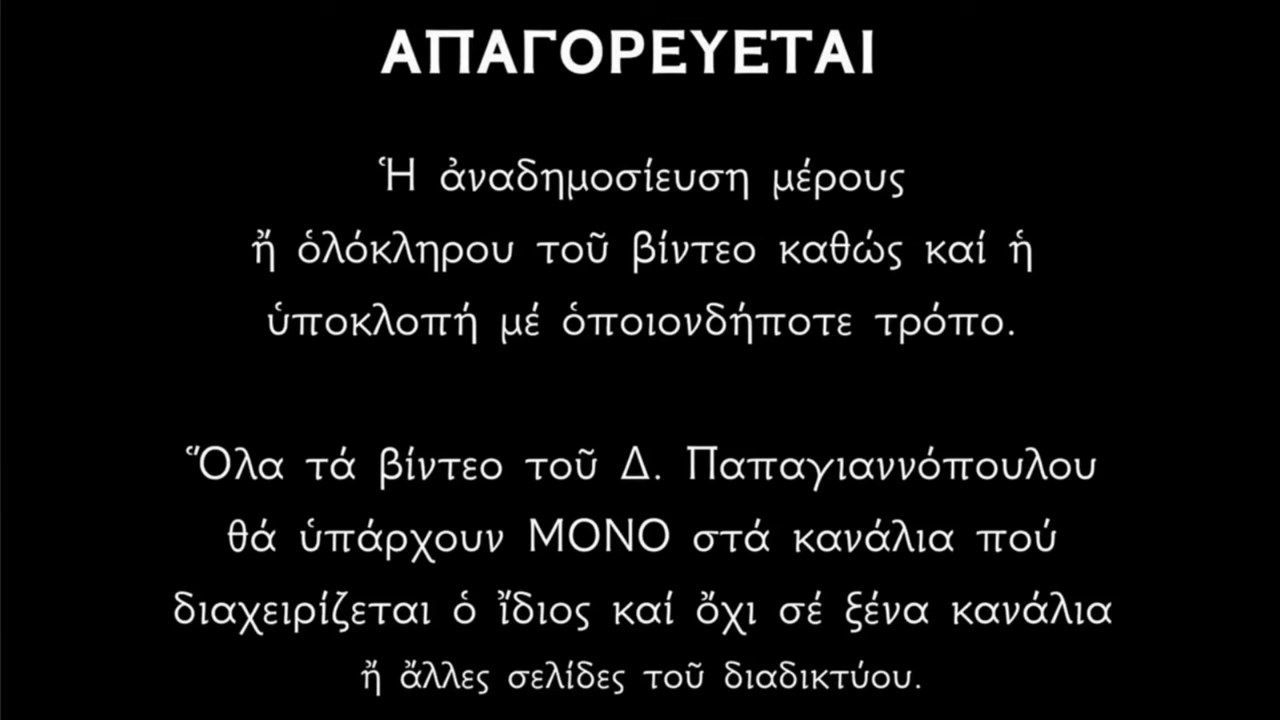 ΑΠΑΓΟΡΕΥΕΤΑΙ
Ἡ ἀναδημοσίευση μέρους
ἤ ὁλόκληρου τοῦ βίντεο καθώς καί ἡ
ὑποκλοπή μέ ὁποιονδήποτε τρόπο.
Ὅλα τά βίντεο τοῦ Δ. Παπαγιαννόπουλου
θά ὑπάρχουν ΜΟΝΟ στά κανάλια πού
διαχειρίζεται ὁ ἴδιος καί ὄχι σέ ξένα κανάλια
ἤ ἄλλες σελίδες τοῦ διαδικτύου.